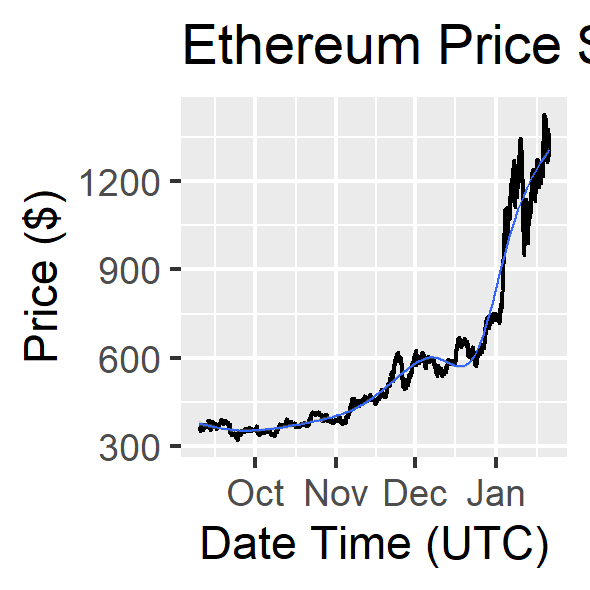 Ethereum Price
Price ($)
1200
900
600
300
Oct Nov Dec Jan
Date Time (UTC)